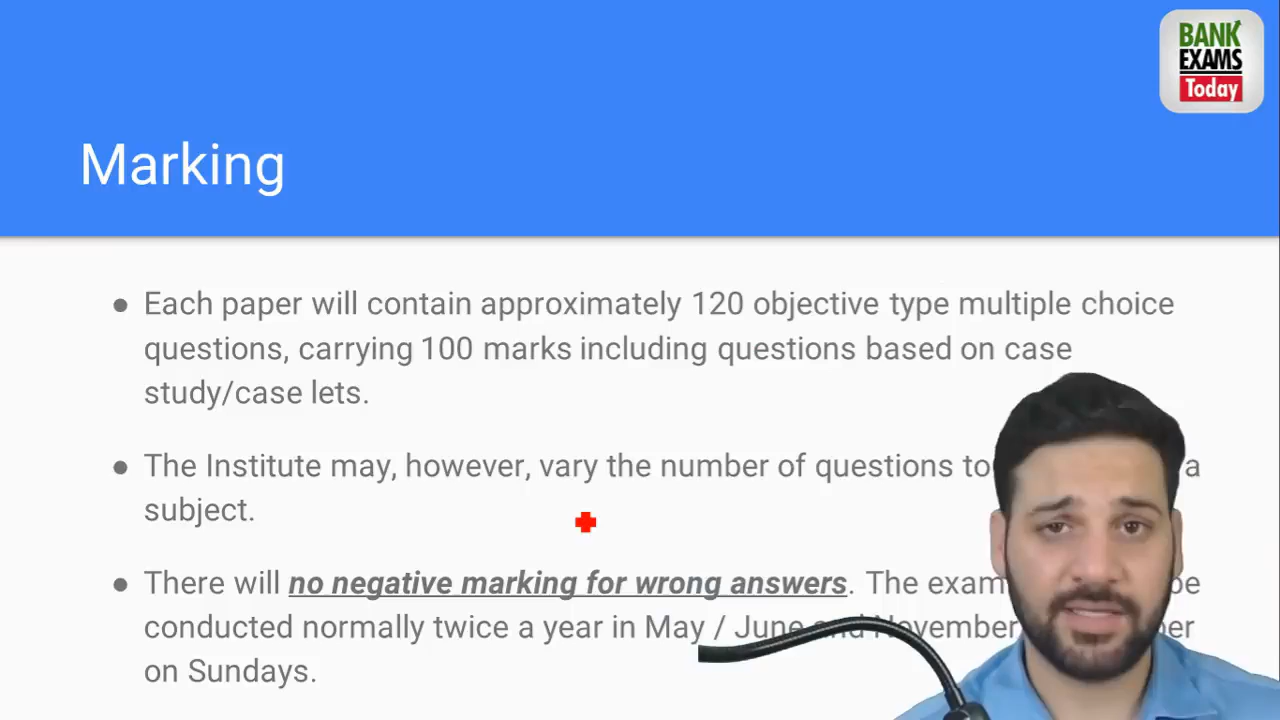 BANK
EXAMS
Today
Marking
● Each paper will contain approximately 120 objective type multiple choice
questions, carrying 100 marks including questions based on case
study/case lets.
● The Institute may, however, vary the number of questions a
subject.
● There will no negative marking for wrong answers. The
conducted normally twice a year in May / June and November
on Sundays.